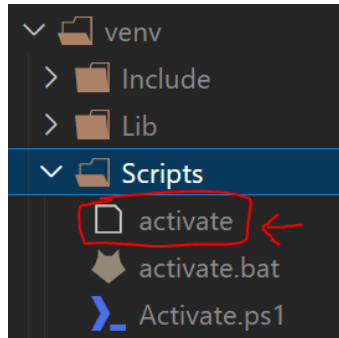 venv
Include
Lib
Scripts
activate
activate.bat
Activate.ps1